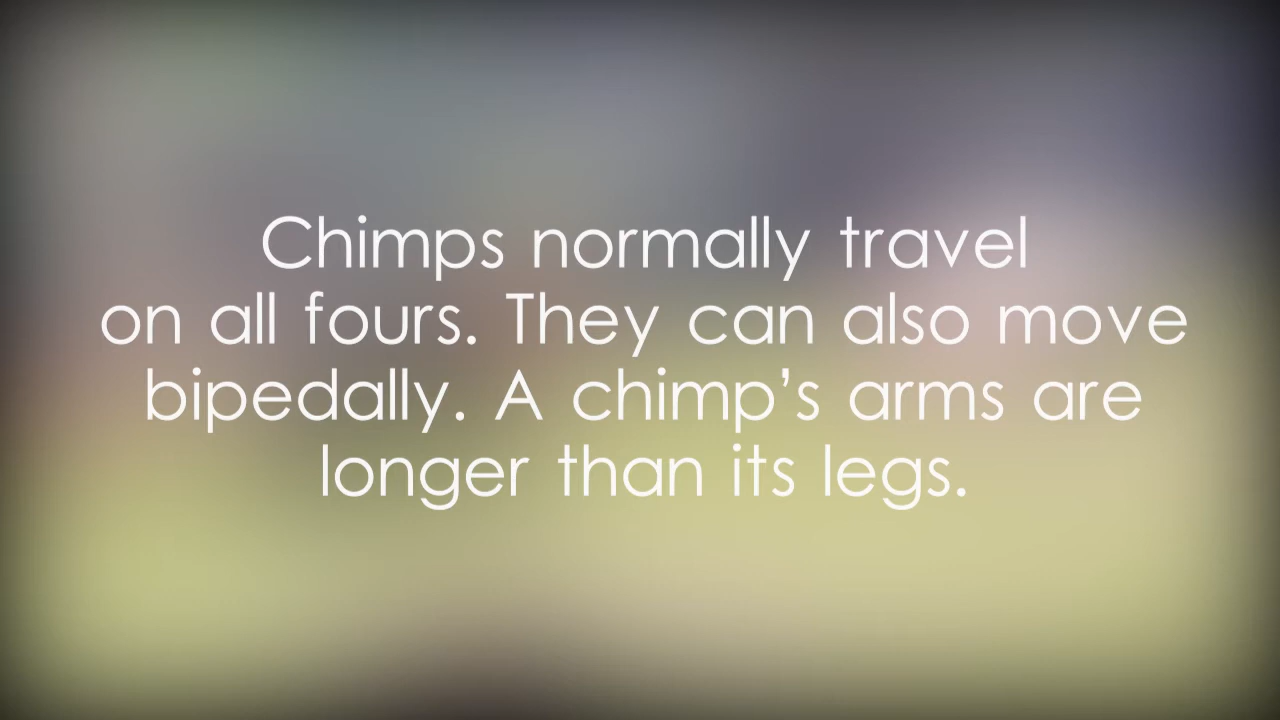 Chimps normally travel
on all fours. They can also move
bipedally. A chimp’s arms are
longer than its legs.